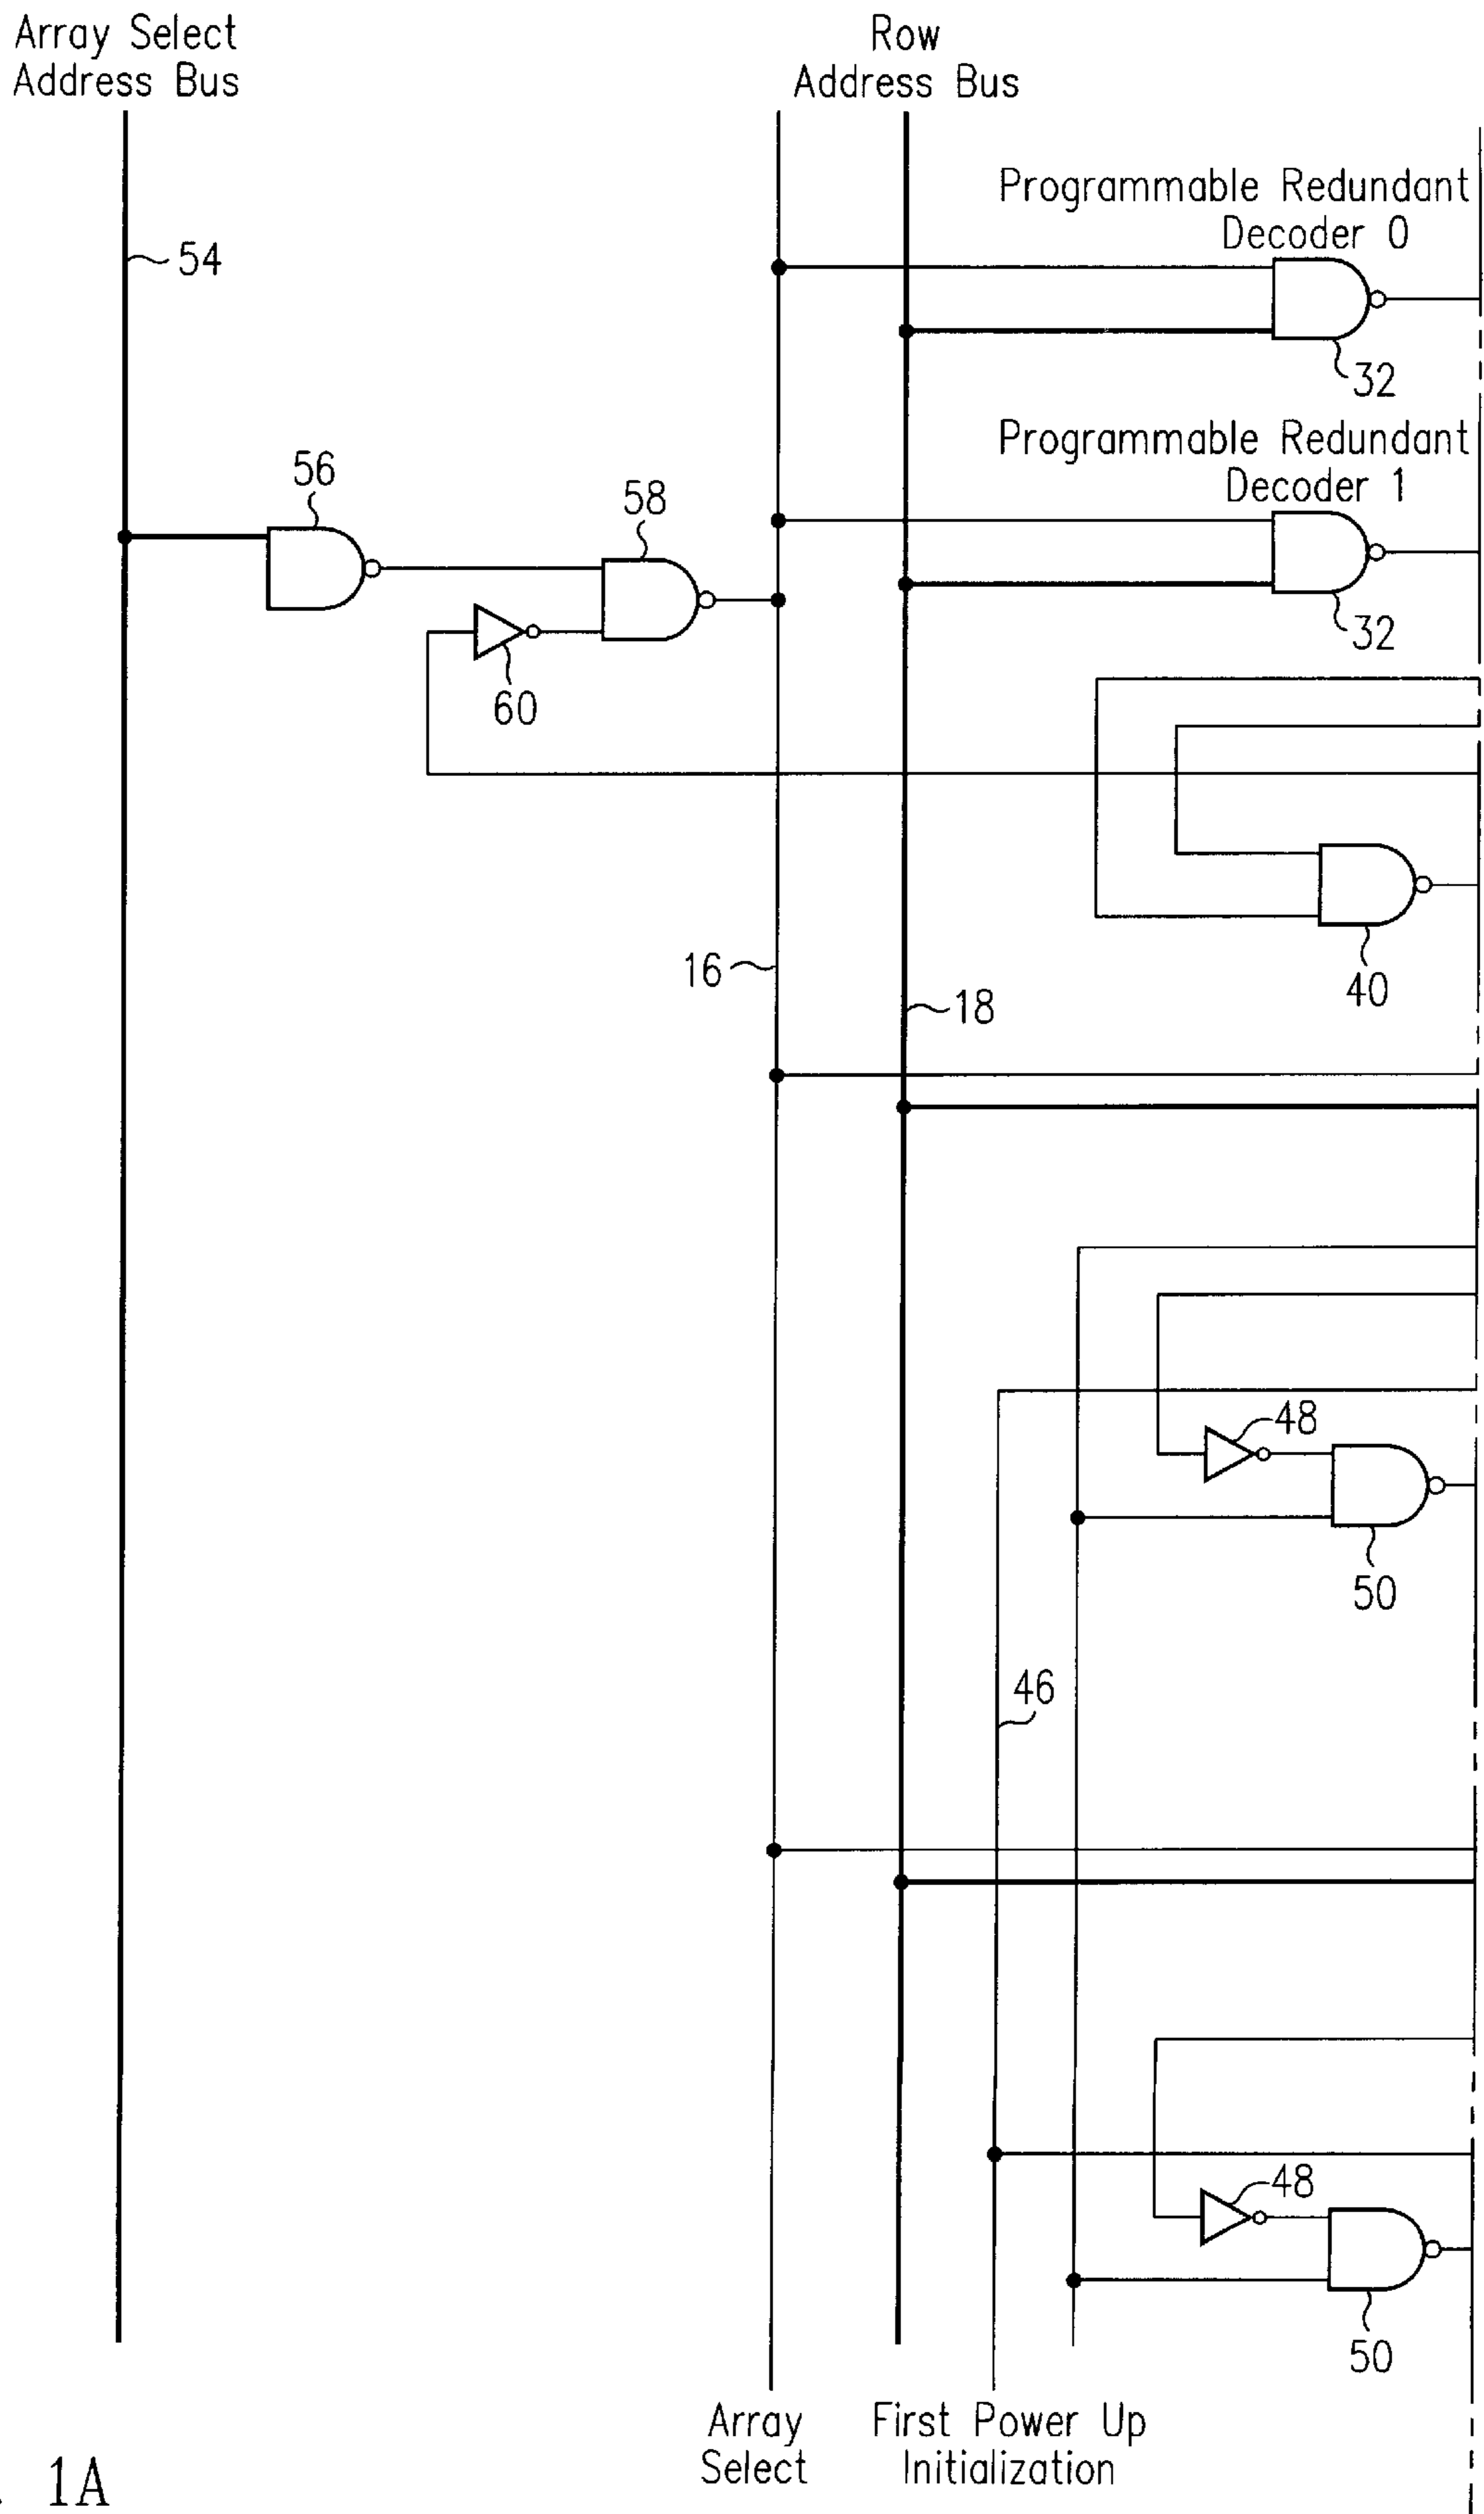 Array Select
Address Bus
Row
Address Bus
Programmable Redundant
Decoder 0
54
32
Programmable Redundant
Decoder 1
56
58
32
60
16
18
40
48
50
46
48
50
Array
Select
First Power Up
Initialization
1A